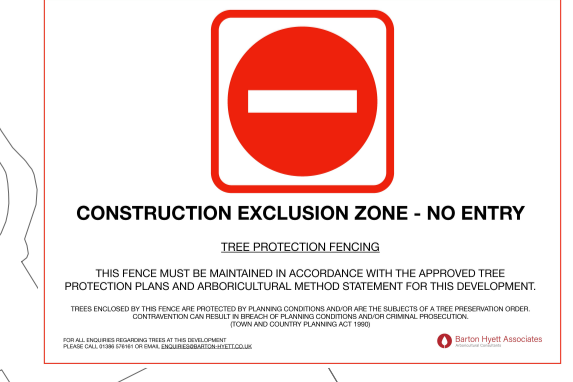 CONSTRUCTION EXCLUSION ZONE - NO ENTRY
TREE PROTECTION FENCING
THIS FENCE MUST BE MAINTAINED IN ACCORDANCE WITH THE APPROVED TREE
PROTECTION PLANS AND ARBORICULTURAL METHOD STATEMENT FOR THIS DEVELOPMENT.
TREES ENCLOSED BY THIS FENCE ARE PROTECTED BY PLANNING CONDITIONS AND/OR ARE THE SUBJECTS OF A TREE PRESERVATION ORDER.
CONTRAVENTION CAN RESULT IN BREACH OF PLANNING CONDITIONS AND/OR CRIMINAL PROSECUTION.
(TOWN AND COUNTRY PLANNING ACT 1990)
FOR ALL ENQUIRIES REGARDING TREES AT THIS DEVELOPMENT
PLEASE CALL 01386 576161 OR EMAIL ENQUIRIES@BARTON-HYETT.CO.UK
Barton Hyett Associates
Arboricultural Consultants